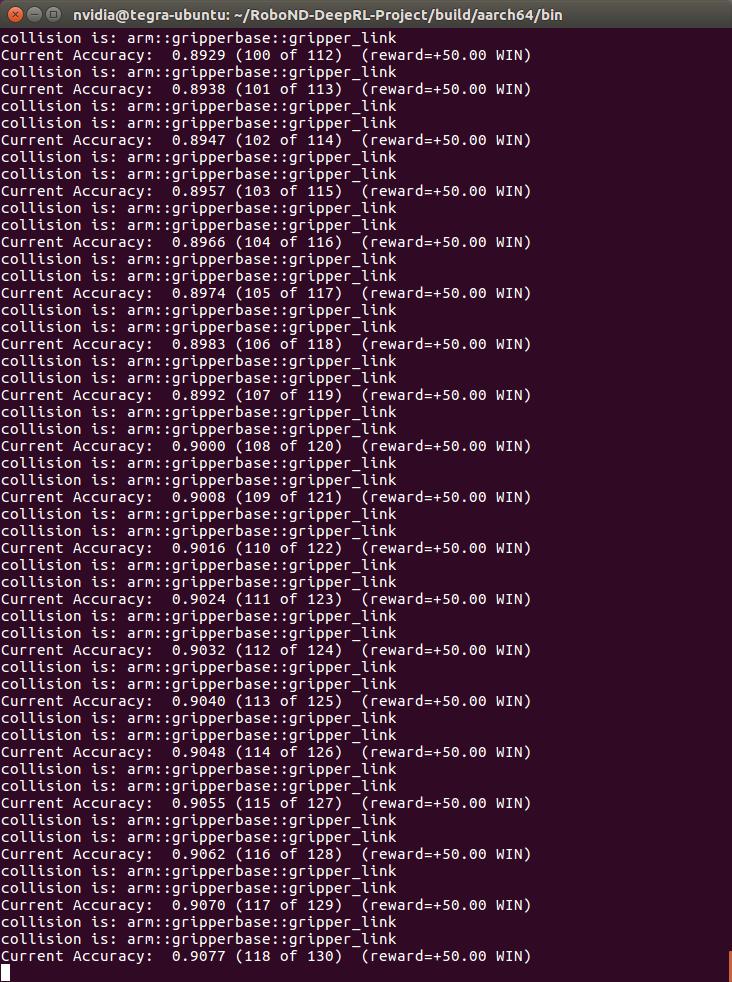 nvidia@tegra-ubuntu: ~/RoboND-DeepRL-Project/build/aarch64/bin
collision is: arm::gripperbase::gripper_link
Current Accuracy:  0.8929 (100 of 112)  (reward=+50.00 WIN)
collision is: arm::gripperbase::gripper_link
Current Accuracy:  0.8938 (101 of 113)  (reward=+50.00 WIN)
collision is: arm::gripperbase::gripper_link
collision is: arm::gripperbase::gripper_link
Current Accuracy:  0.8947 (102 of 114)  (reward=+50.00 WIN)
collision is: arm::gripperbase::gripper_link
collision is: arm::gripperbase::gripper_link
Current Accuracy:  0.8957 (103 of 115)  (reward=+50.00 WIN)
collision is: arm::gripperbase::gripper_link
collision is: arm::gripperbase::gripper_link
Current Accuracy:  0.8966 (104 of 116)  (reward=+50.00 WIN)
collision is: arm::gripperbase::gripper_link
collision is: arm::gripperbase::gripper_link
Current Accuracy:  0.8974 (105 of 117)  (reward=+50.00 WIN)
collision is: arm::gripperbase::gripper_link
collision is: arm::gripperbase::gripper_link
Current Accuracy:  0.8983 (106 of 118)  (reward=+50.00 WIN)
collision is: arm::gripperbase::gripper_link
collision is: arm::gripperbase::gripper_link
Current Accuracy:  0.8992 (107 of 119)  (reward=+50.00 WIN)
collision is: arm::gripperbase::gripper_link
collision is: arm::gripperbase::gripper_link
Current Accuracy:  0.9000 (108 of 120)  (reward=+50.00 WIN)
collision is: arm::gripperbase::gripper_link
collision is: arm::gripperbase::gripper_link
Current Accuracy:  0.9008 (109 of 121)  (reward=+50.00 WIN)
collision is: arm::gripperbase::gripper_link
collision is: arm::gripperbase::gripper_link
Current Accuracy:  0.9016 (110 of 122)  (reward=+50.00 WIN)
collision is: arm::gripperbase::gripper_link
collision is: arm::gripperbase::gripper_link
Current Accuracy:  0.9024 (111 of 123)  (reward=+50.00 WIN)
collision is: arm::gripperbase::gripper_link
collision is: arm::gripperbase::gripper_link
Current Accuracy:  0.9032 (112 of 124)  (reward=+50.00 WIN)
collision is: arm::gripperbase::gripper_link
collision is: arm::gripperbase::gripper_link
Current Accuracy:  0.9040 (113 of 125)  (reward=+50.00 WIN)
collision is: arm::gripperbase::gripper_link
collision is: arm::gripperbase::gripper_link
Current Accuracy:  0.9048 (114 of 126)  (reward=+50.00 WIN)
collision is: arm::gripperbase::gripper_link
collision is: arm::gripperbase::gripper_link
Current Accuracy:  0.9055 (115 of 127)  (reward=+50.00 WIN)
collision is: arm::gripperbase::gripper_link
collision is: arm::gripperbase::gripper_link
Current Accuracy:  0.9062 (116 of 128)  (reward=+50.00 WIN)
collision is: arm::gripperbase::gripper_link
collision is: arm::gripperbase::gripper_link
Current Accuracy:  0.9070 (117 of 129)  (reward=+50.00 WIN)
collision is: arm::gripperbase::gripper_link
collision is: arm::gripperbase::gripper_link
Current Accuracy:  0.9077 (118 of 130)  (reward=+50.00 WIN)